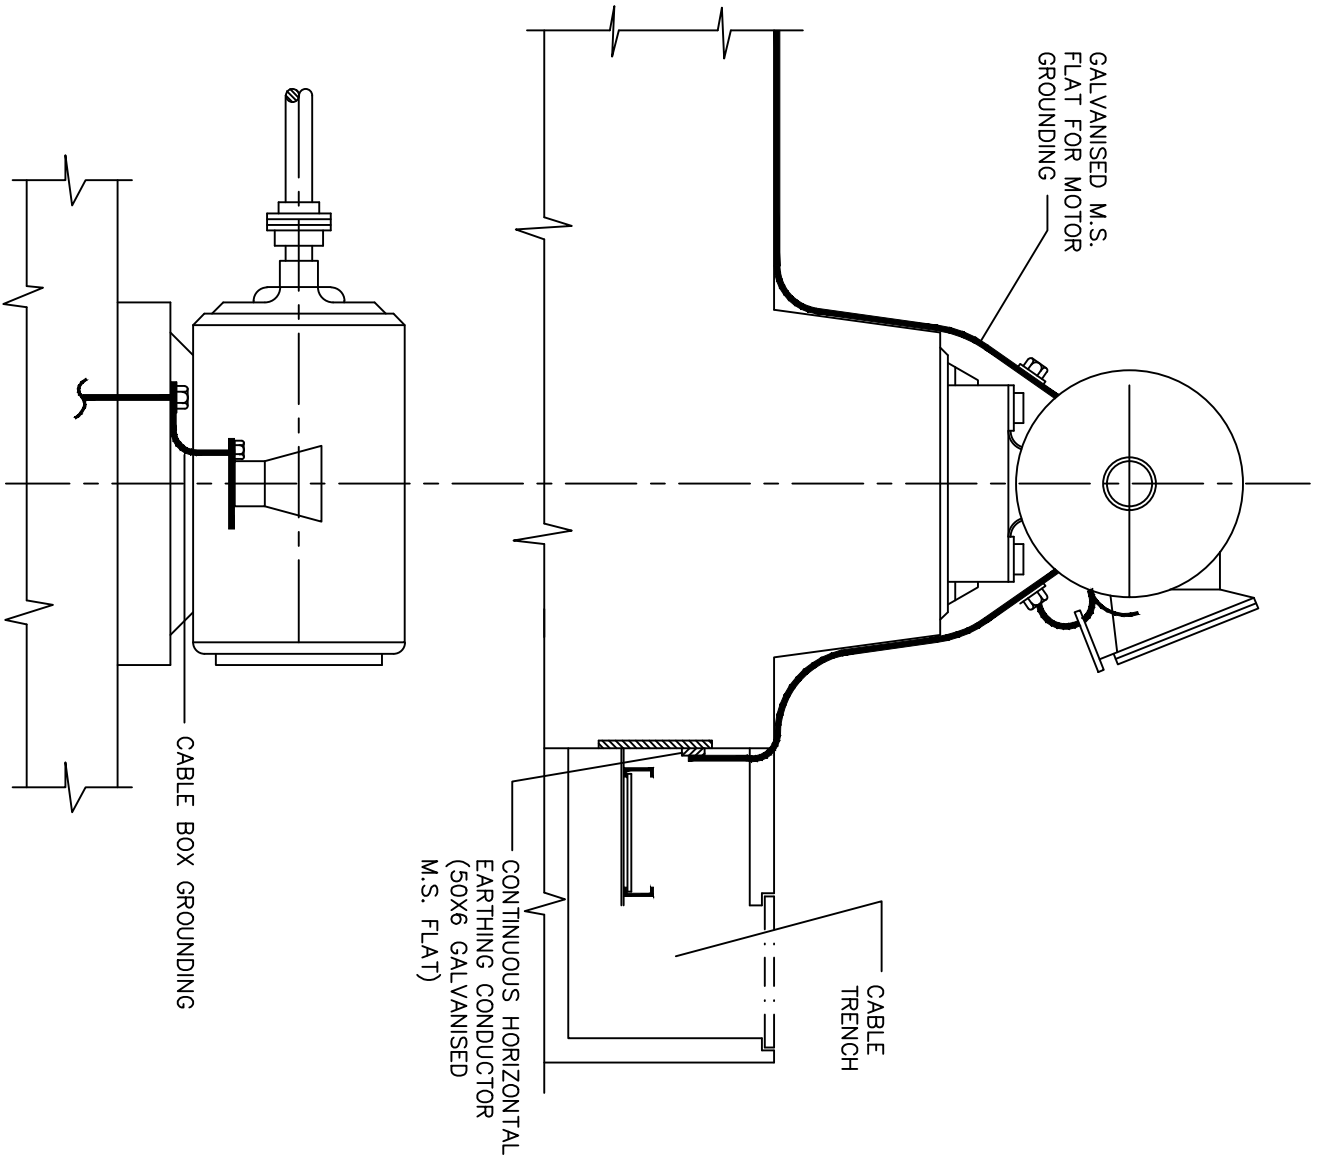 GALVANISED M.S.
FLAT FOR MOTOR
GROUNDING
CABLE
TRENCH
CONTINUOUS HORIZONTAL
EARTHING CONDUCTOR
(50X6 GALVANISED
M.S. FLAT)
CABLE BOX GROUNDING